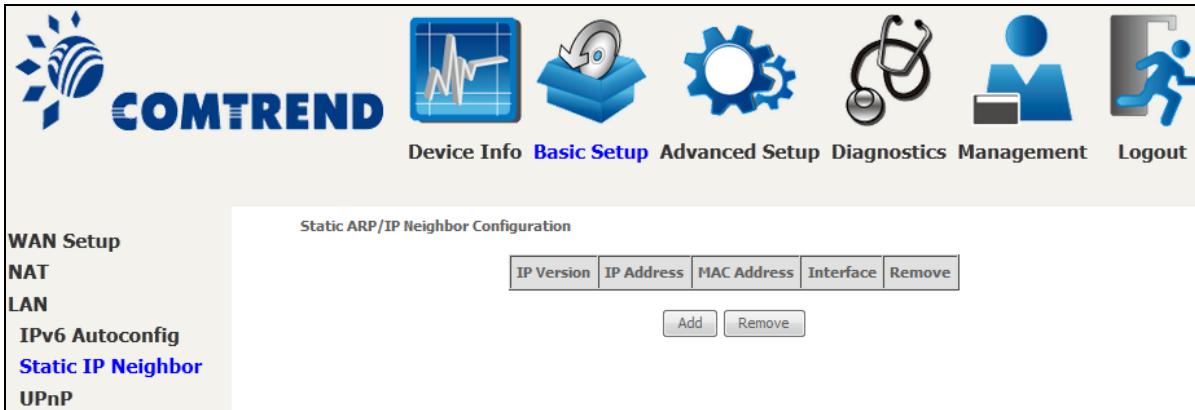 COMTREND
Device Info Basic Setup Advanced Setup Diagnostics Management Logout
WAN Setup
NAT
LAN
IPv6 Autoconfig
Static IP Neighbor
UPnP
Static ARP/IP Neighbor Configuration
IP Version IP Address MAC Address Interface Remove
Add Remove